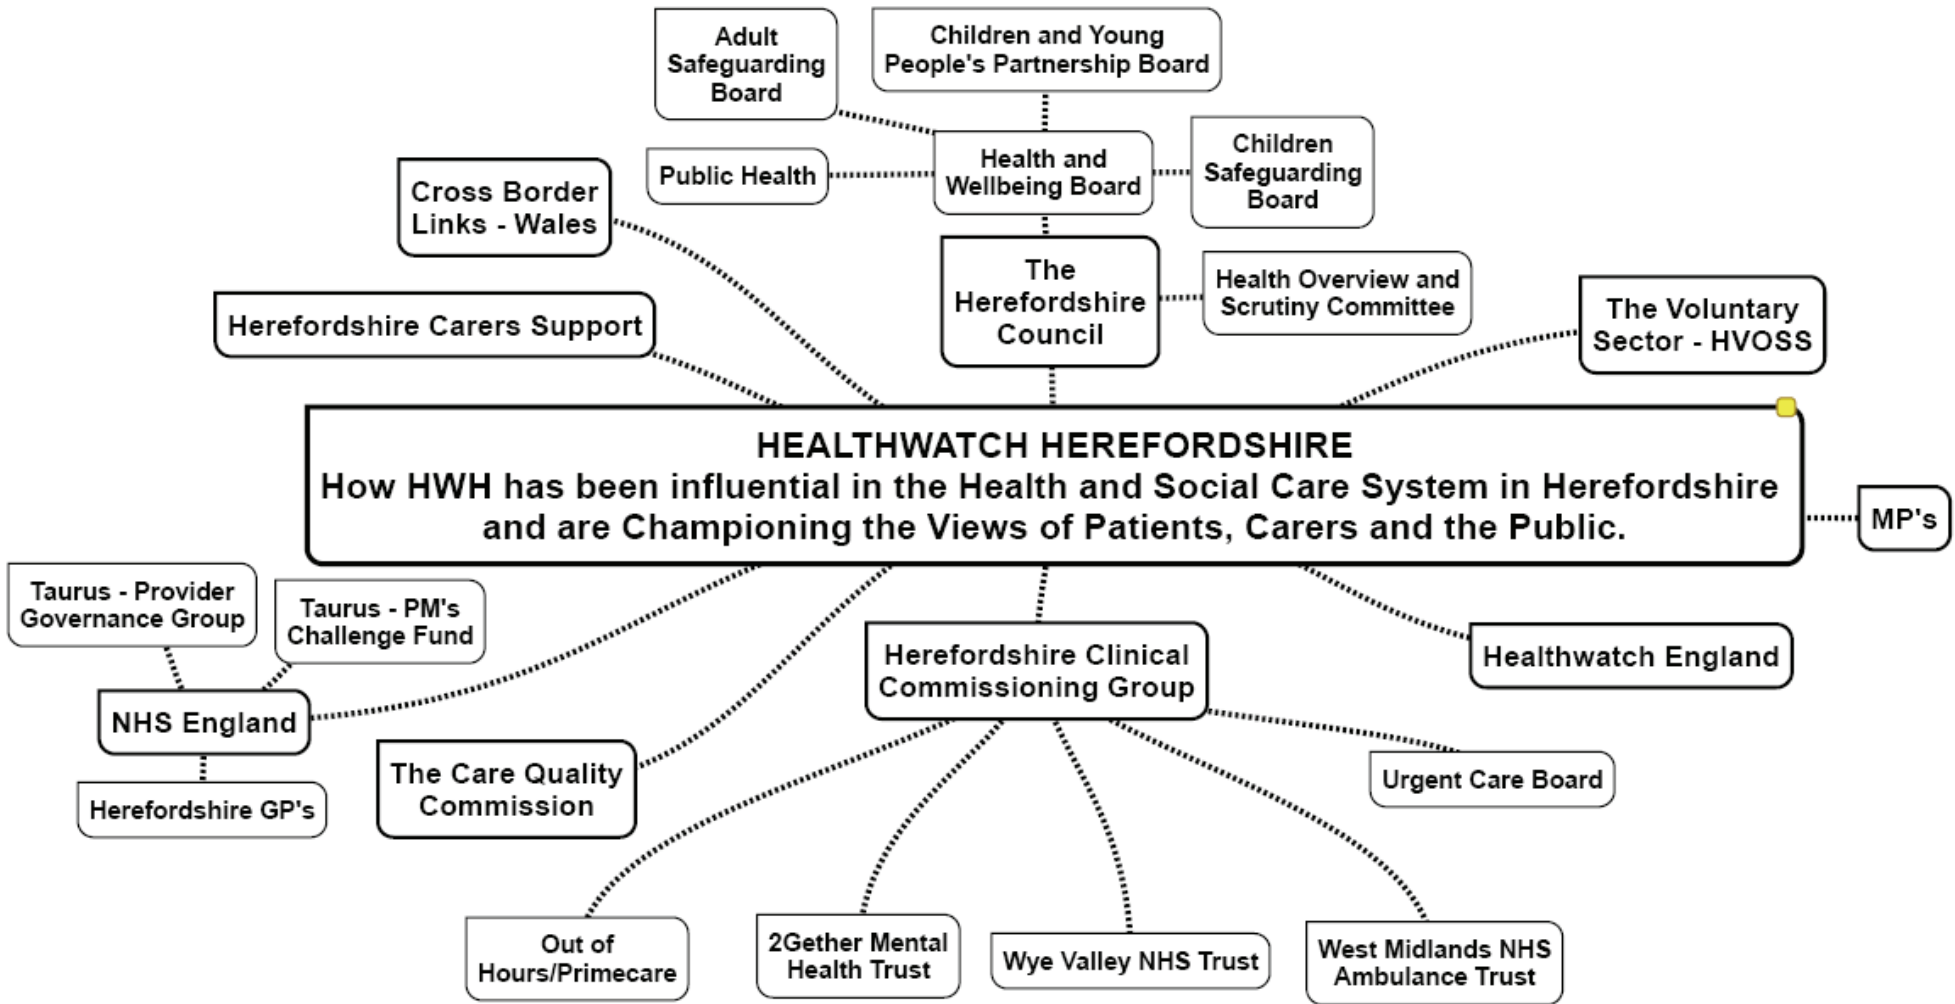 Adult
Safeguarding
Board
Children and Young
People's Partnership Board
Public Health
Health and
Wellbeing Board
Children
Safeguarding
Board
Cross Border
Links - Wales
The
Herefordshire
Council
Health Overview and
Scrutiny Committee
Herefordshire Carers Support
The Voluntary
Sector - HVOSS
HEALTHWATCH HEREFORDSHIRE
How HWH has been influential in the Health and Social Care System in Herefordshire
and are Championing the Views of Patients, Carers and the Public.
MP's
Taurus - Provider
Governance Group
Taurus - PM's
Challenge Fund
NHS England
Herefordshire GP's
The Care Quality
Commission
Herefordshire Clinical
Commissioning Group
Healthwatch England
Urgent Care Board
Out of
Hours/Primecare
2Gether Mental
Health Trust
Wye Valley NHS Trust
West Midlands NHS
Ambulance Trust